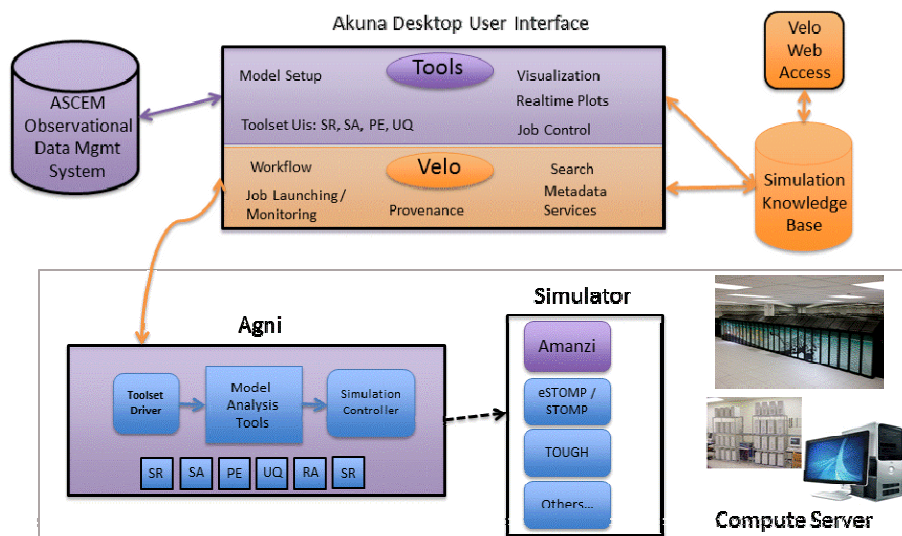 Akuna Desktop User Interface
ASCEM
Observational
Data Mgmt
System
Model Setup
Tools
Visualization
Realtime Plots
Toolset Uis: SR, SA, PE, UQ
Job Control
Workflow
Velo
Search
Job Launching /
Monitoring
Provenance
Metadata
Services
Velo
Web
Access
Simulation
Knowledge
Base
Agni
Toolset
Driver
Model
Analysis
Tools
Simulation
Controller
SR
SA
PE
UQ
RA
SR
Simulator
Amanzi
eSTOMP /
STOMP
TOUGH
Others...
Compute Server